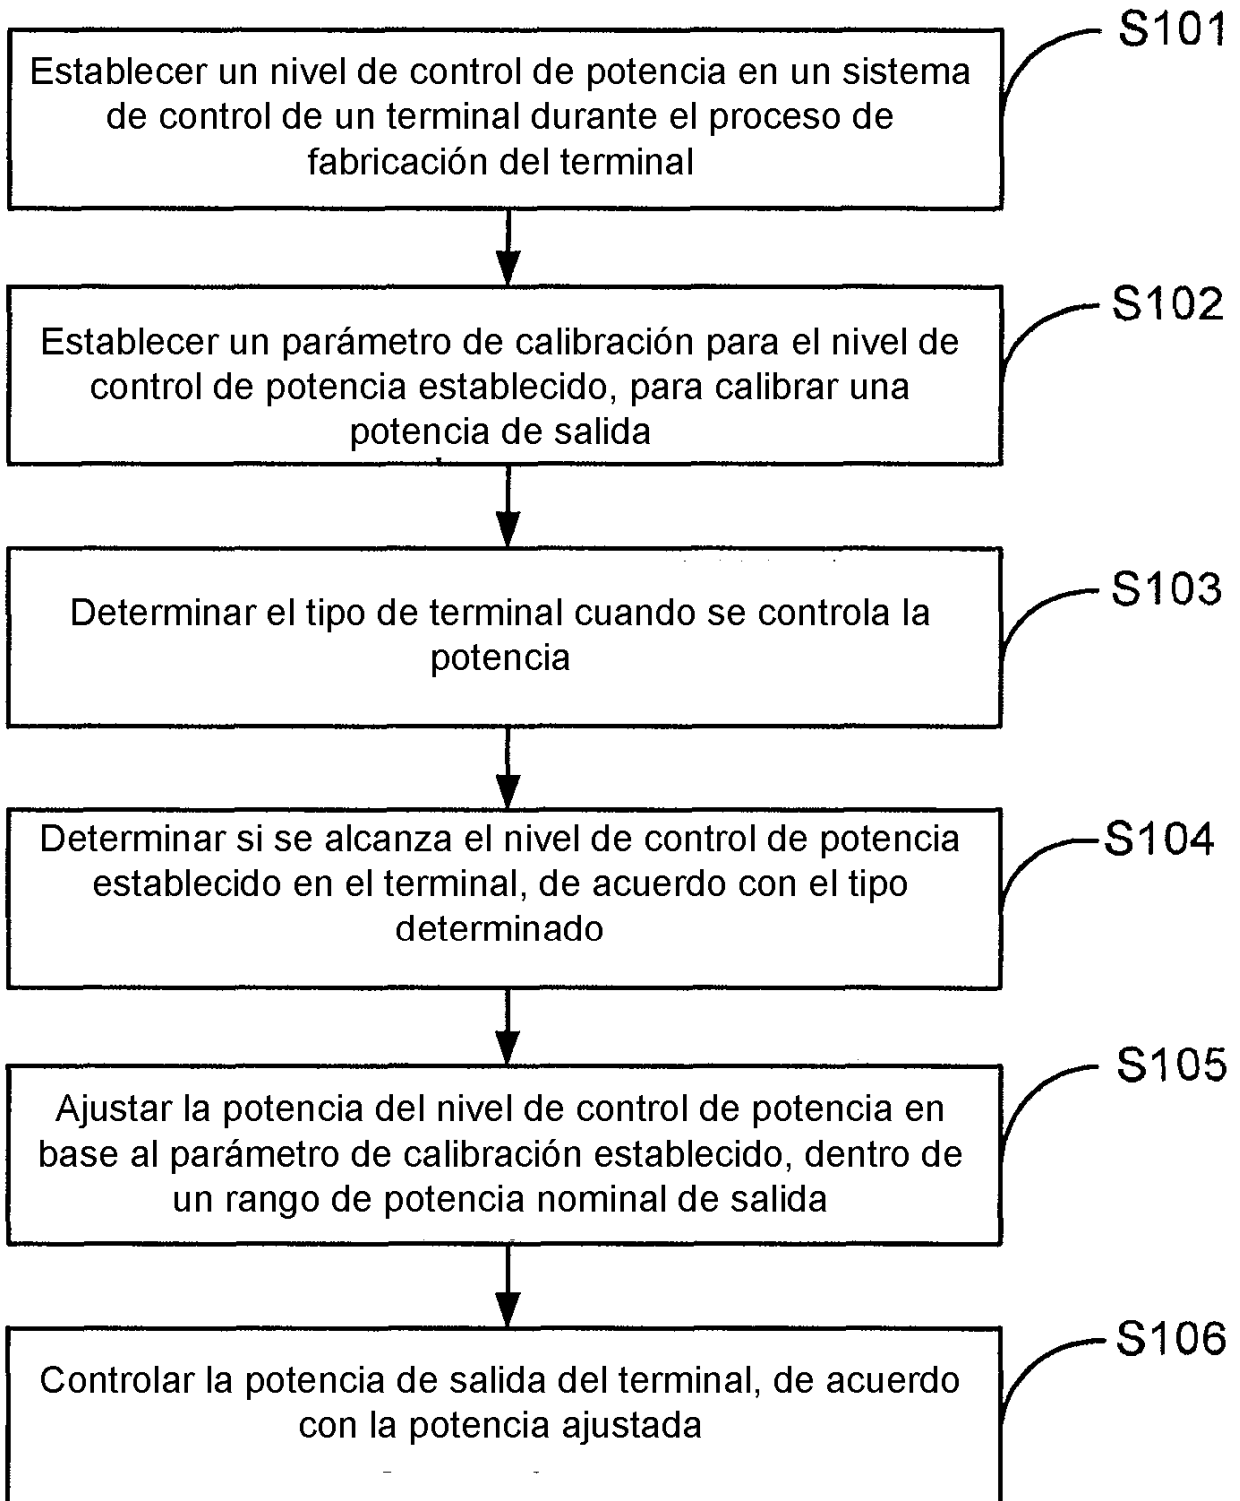 S101
Establecer un nivel de control de potencia en un sistema
de control de un terminal durante el proceso de
fabricación del terminal
S102
Establecer un parámetro de calibración para el nivel de
control de potencia establecido, para calibrar una
potencia de salida
S103
Determinar el tipo de terminal cuando se controla la
potencia
S104
Determinar si se alcanza el nivel de control de potencia
establecido en el terminal, de acuerdo con el tipo
determinado
S105
Ajustar la potencia del nivel de control de potencia en
base al parámetro de calibración establecido, dentro de
un rango de potencia nominal de salida
S106
Controlar la potencia de salida del terminal, de acuerdo
con la potencia ajustada